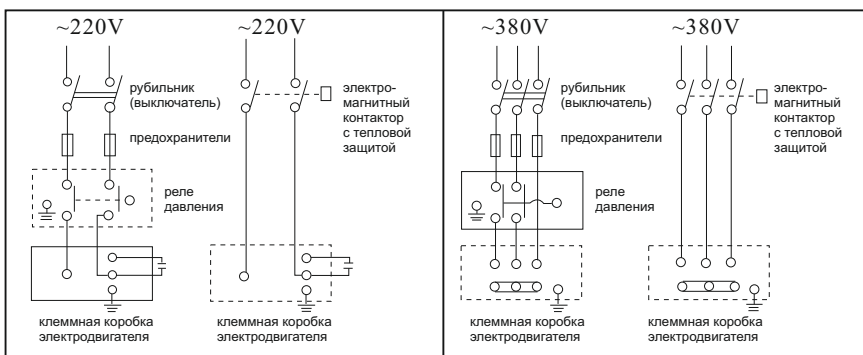 ~220V
~220V
рубильник
(выключатель)
предохранители
электро-
магнитный
контактор
с тепловой
защитой
реле
давления
клеммная коробка
электродвигателя
клеммная коробка
электродвигателя
~380V
~380V
рубильник
(выключатель)
предохранители
электро-
магнитный
контактор
с тепловой
защитой
реле
давления
клеммная коробка
электродвигателя
клеммная коробка
электродвигателя